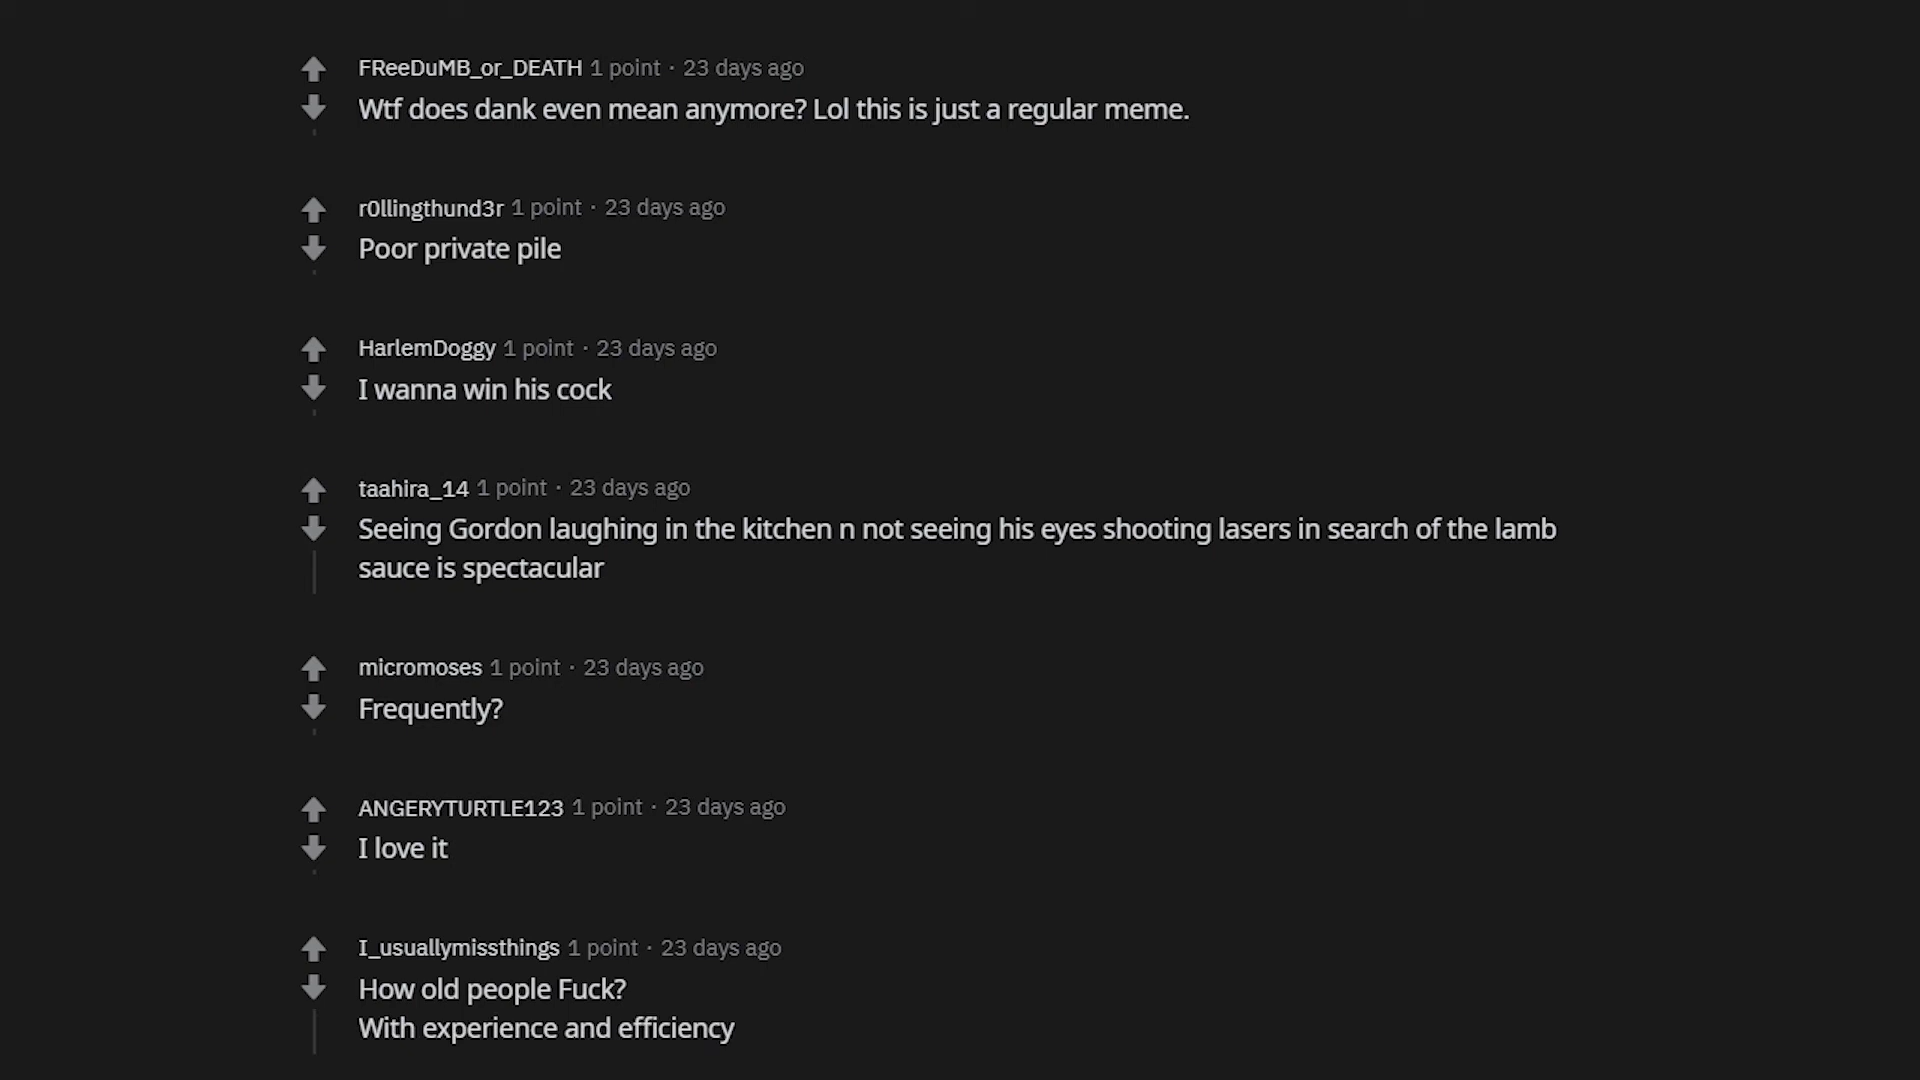 FReeDuMB_or_DEATH 1 point · 23 days ago
Wtf does dank even mean anymore? Lol this is just a regular meme.
r0llingthund3r 1 point · 23 days ago
Poor private pile
HarlemDoggy 1 point · 23 days ago
I wanna win his cock
taahira_14 1 point · 23 days ago
Seeing Gordon laughing in the kitchen n not seeing his eyes shooting lasers in search of the lamb
sauce is spectacular
micromoses 1 point · 23 days ago
Frequently?
ANGERYTURTLE123 1 point · 23 days ago
I love it
I_usuallymissthings 1 point · 23 days ago
How old people Fuck?
With experience and efficiency